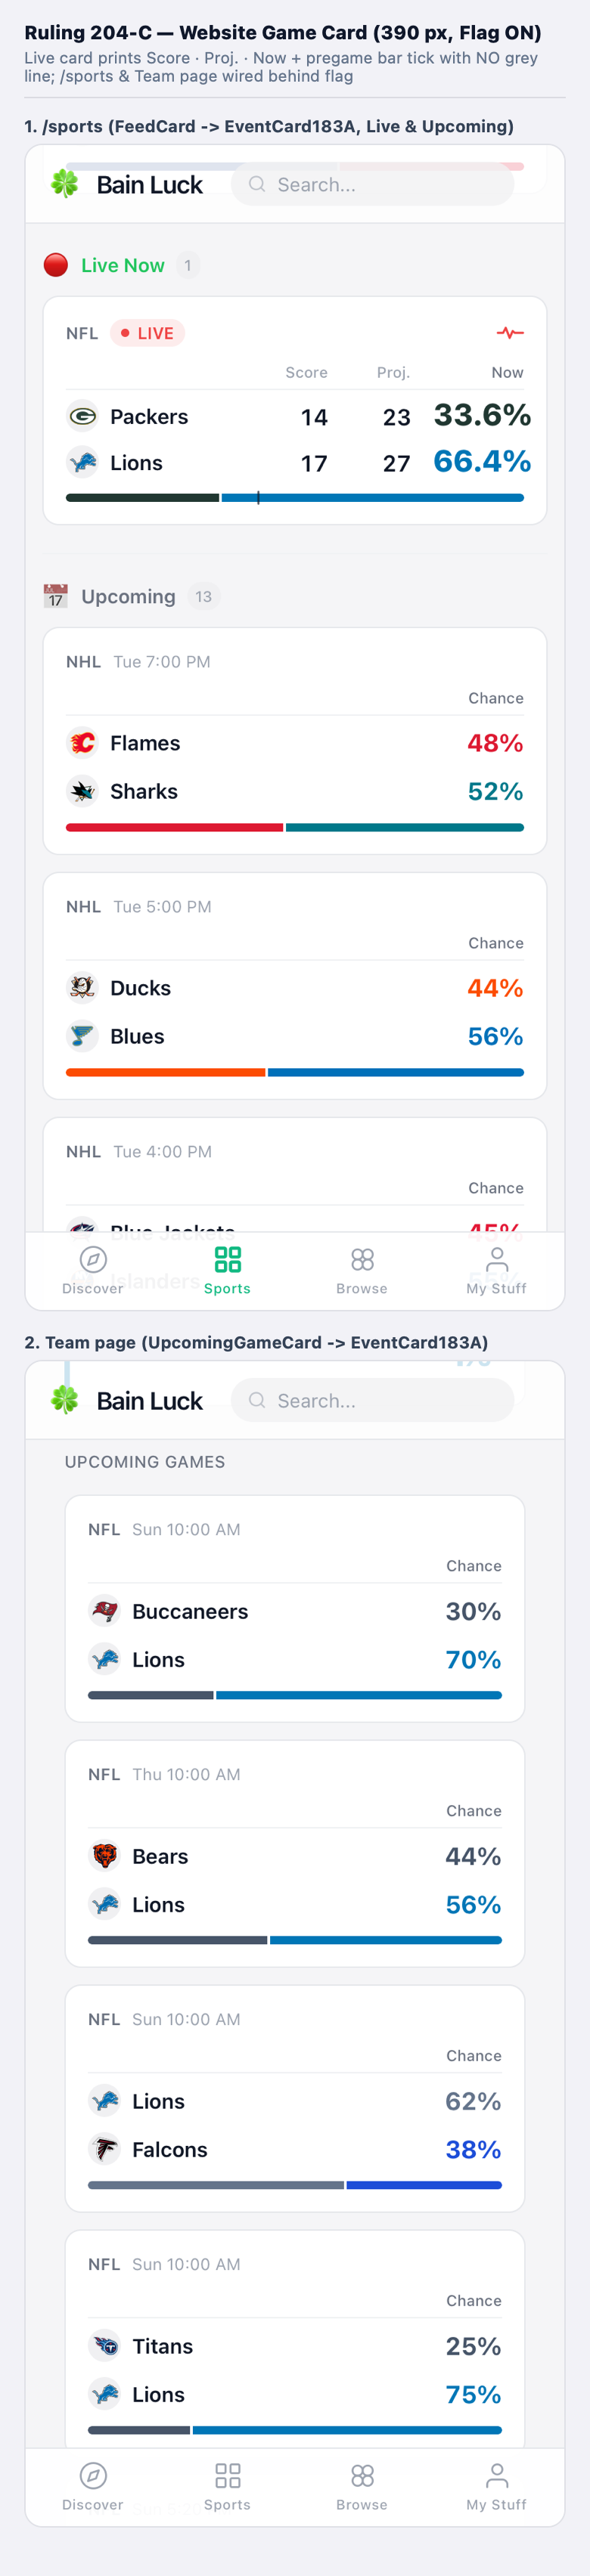 Ruling 204-C — Website Game Card (390 px, Flag ON)
Live card prints Score · Proj. · Now + pregame bar tick with NO grey
line; /sports & Team page wired behind flag
1. /sports (FeedCard -> EventCard183A, Live & Upcoming)
Bain Luck
Search...
Live Now 1
NFL LIVE
Score Proj. Now
Packers 14 23 33.6%
Lions 17 27 66.4%
17 Upcoming 13
NHL Tue 7:00 PM
Chance
Flames 48%
Sharks 52%
NHL Tue 5:00 PM
Chance
Ducks 44%
Blues 56%
NHL Tue 4:00 PM
Chance
Blue Jackets 45%
Islanders
Discover Sports Browse My Stuff
2. Team page (UpcomingGameCard -> EventCard183A)
Bain Luck
Search...
UPCOMING GAMES
NFL Sun 10:00 AM
Chance
Buccaneers 30%
Lions 70%
NFL Thu 10:00 AM
Chance
Bears 44%
Lions 56%
NFL Sun 10:00 AM
Chance
Lions 62%
Falcons 38%
NFL Sun 10:00 AM
Chance
Titans 25%
Lions 75%
Discover Sports Browse My Stuff